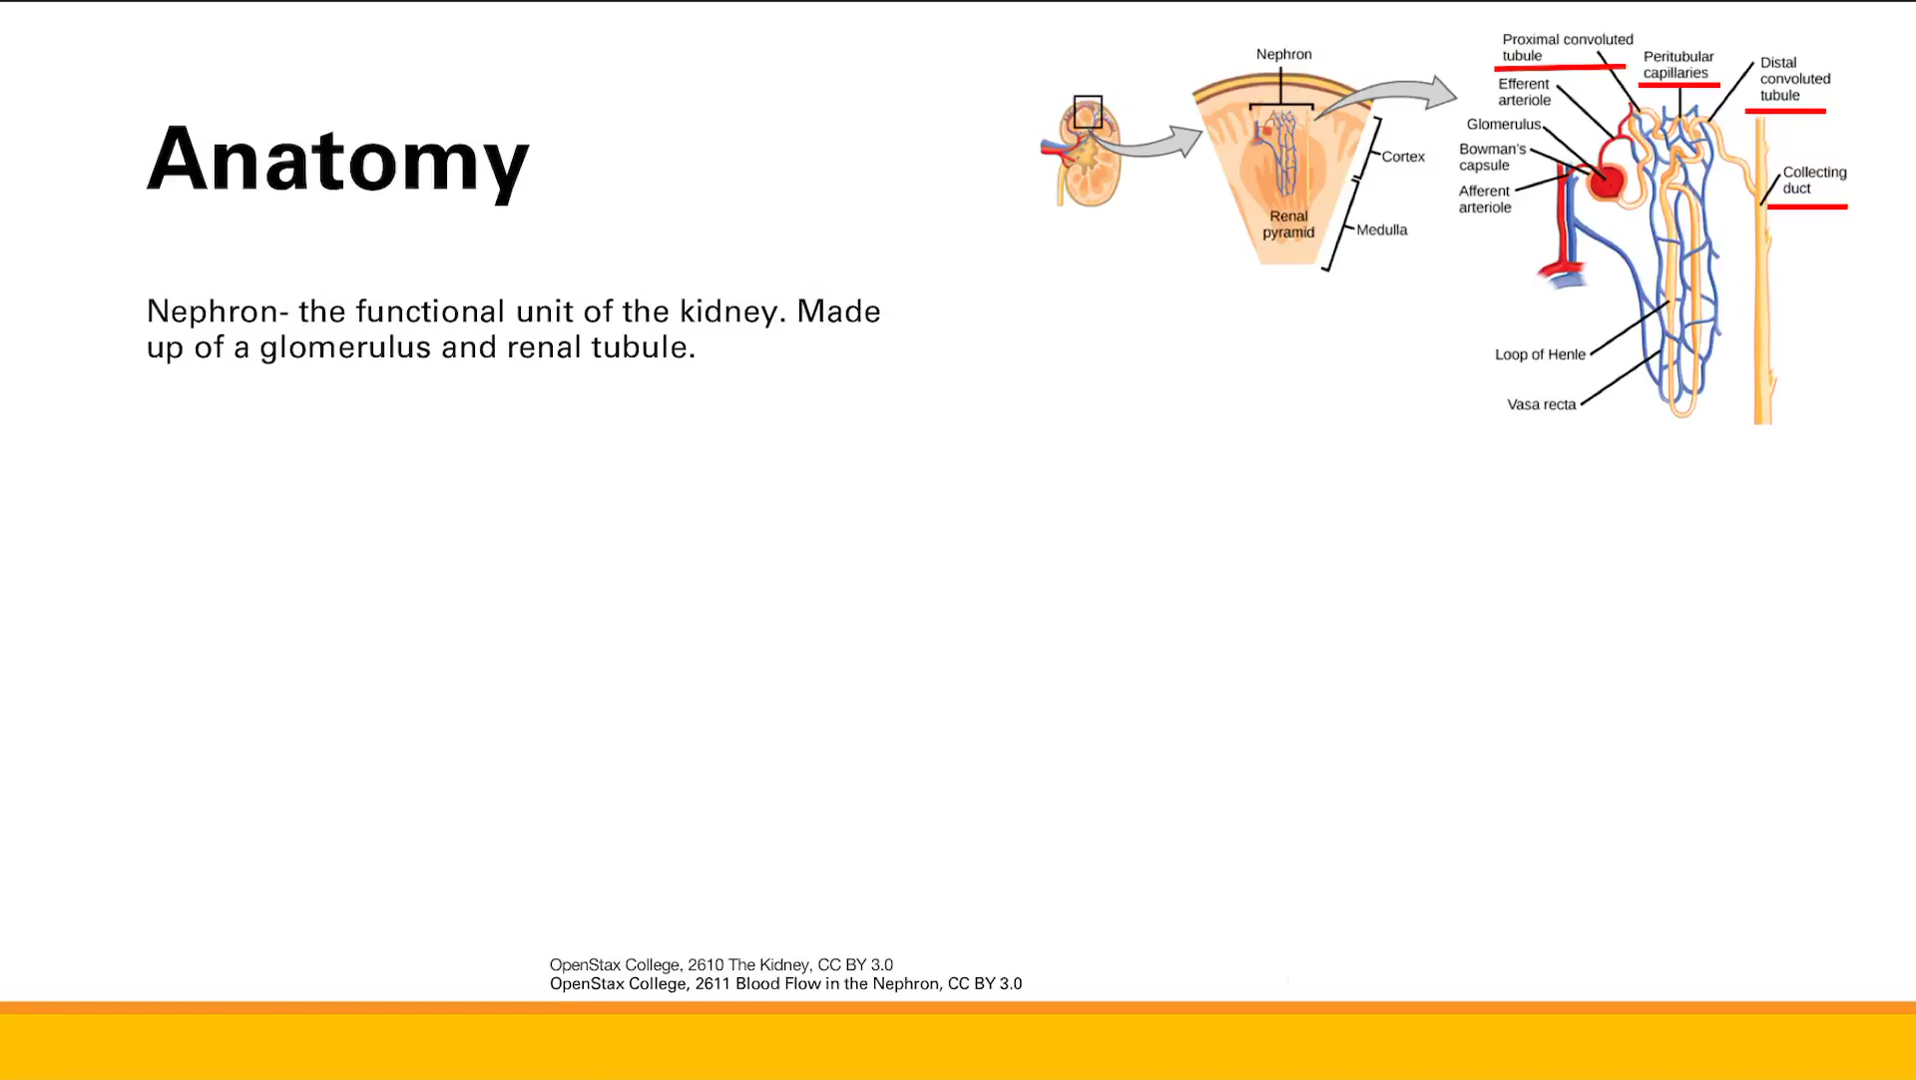 Anatomy
Nephron- the functional unit of the kidney. Made
up of a glomerulus and renal tubule.
Nephron
Cortex
Renal
pyramid
Medulla
Proximal convoluted
tubule
Peritubular
capillaries
Distal
convoluted
tubule
Efferent
arteriole
Glomerulus
Bowman's
capsule
Afferent
arteriole
Collecting
duct
Loop of Henle
Vasa recta
OpenStax College, 2610 The Kidney, CC BY 3.0
OpenStax College, 2611 Blood Flow in the Nephron, CC BY 3.0